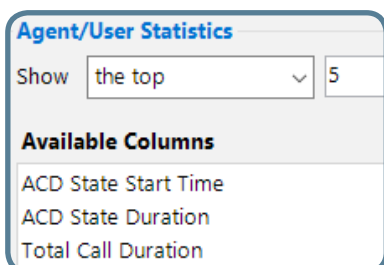 Agent/User Statistics
Show the top 5
Available Columns
ACD State Start Time
ACD State Duration
Total Call Duration